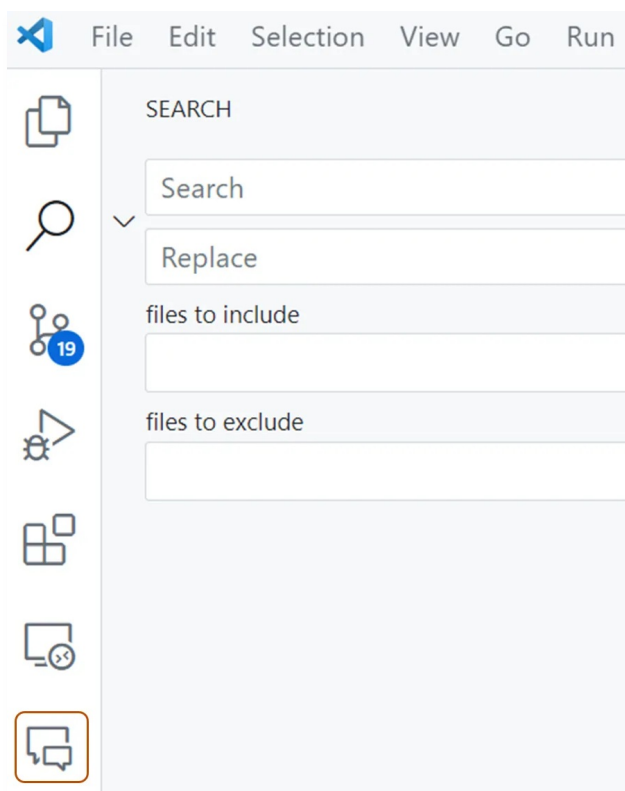 File Edit Selection View Go Run
SEARCH
Search
Replace
files to include
19
files to exclude